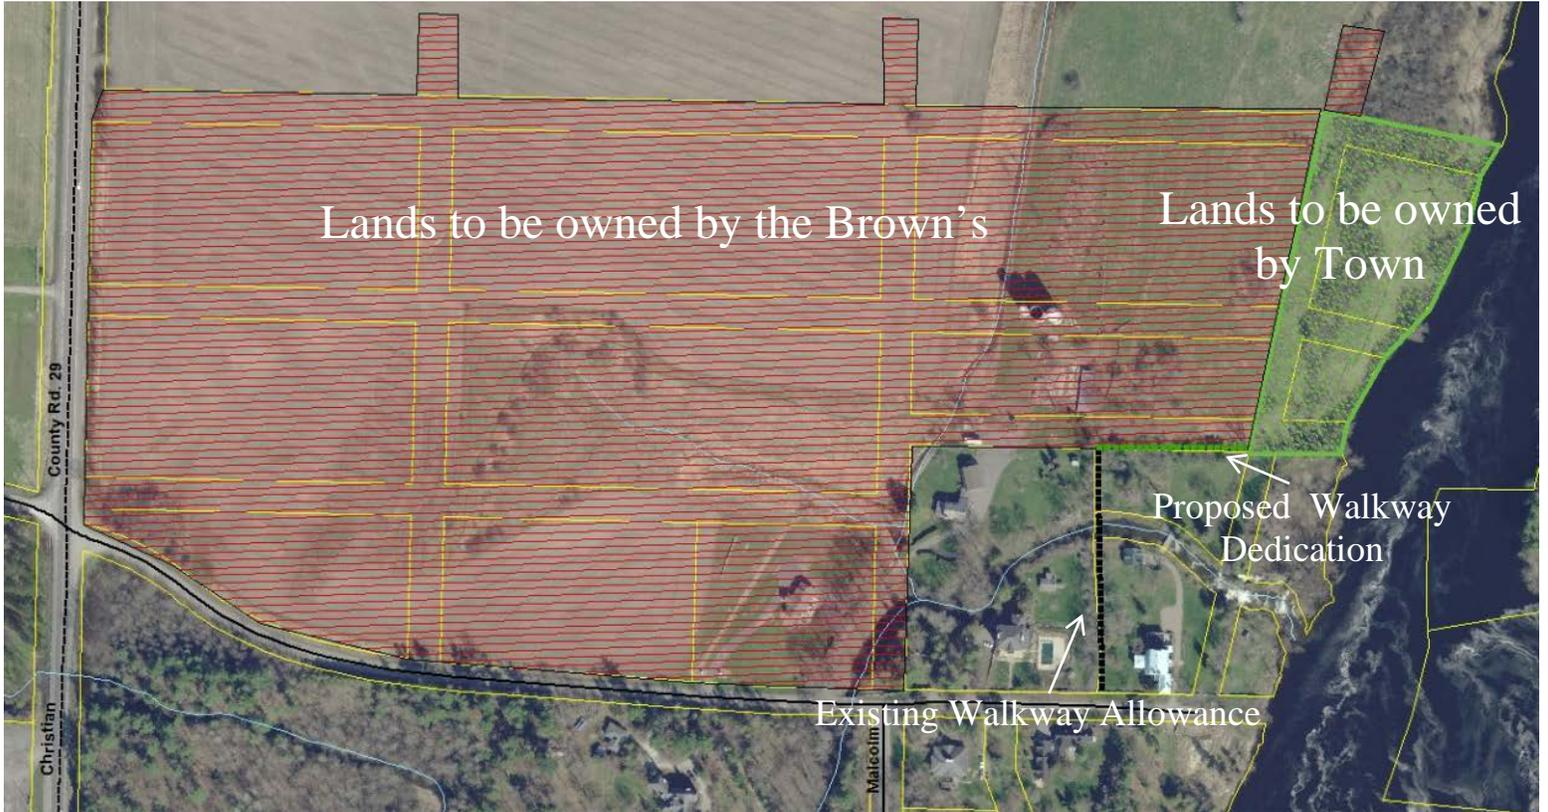 Lands to be owned by the Brown’s
Lands to be owned
by Town
County Rd. 29
Proposed Walkway
Dedication
Existing Walkway Allowance
Christian
Malcolm